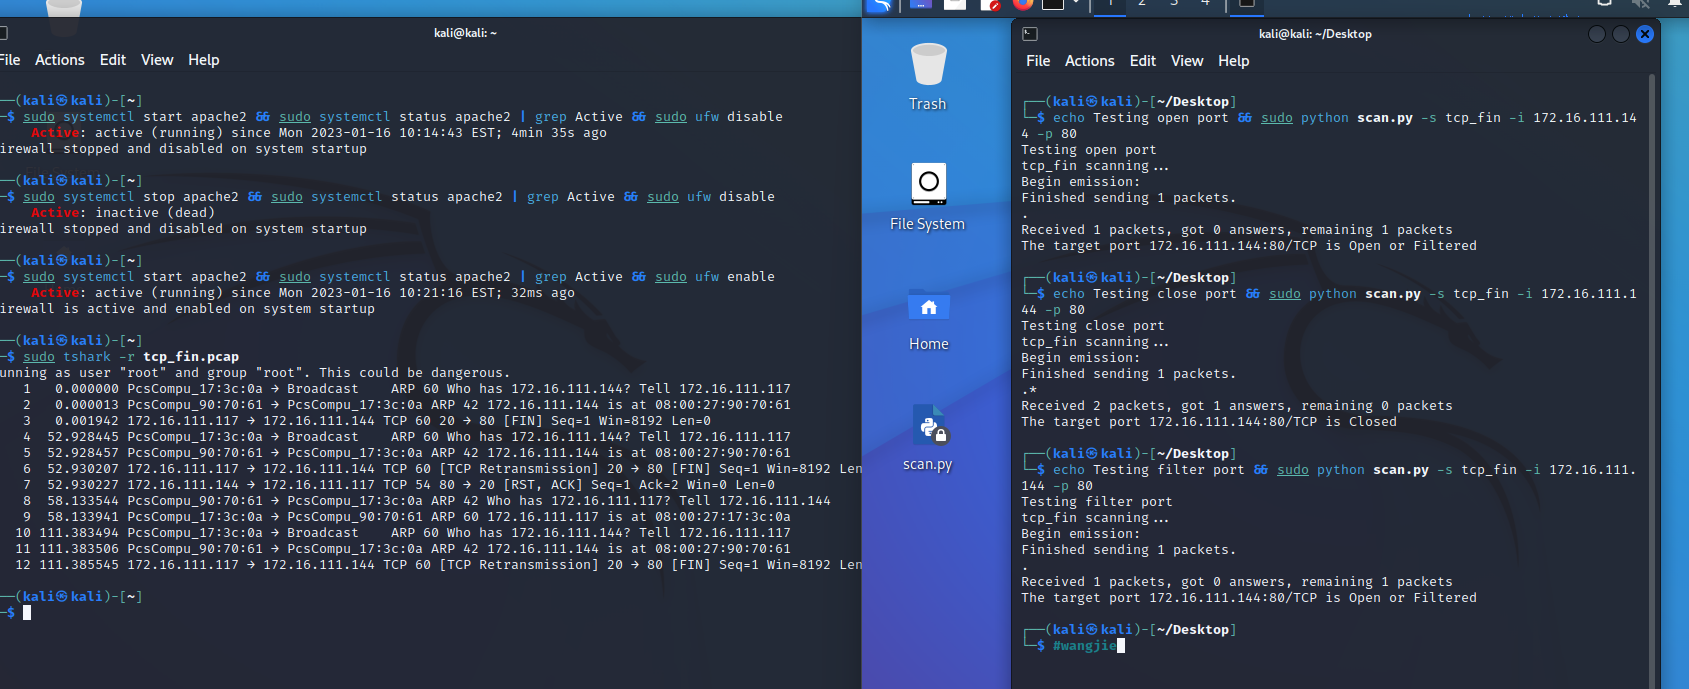 kali@kali: ~
File Actions Edit View Help
──(kali㉿kali)-[~]
─$ sudo systemctl start apache2 && sudo systemctl status apache2 | grep Active && sudo ufw disable
Active: active (running) since Mon 2023-01-16 10:14:43 EST; 4min 35s ago
irewall stopped and disabled on system startup
──(kali㉿kali)-[~]
─$ sudo systemctl stop apache2 && sudo systemctl status apache2 | grep Active && sudo ufw disable
Active: inactive (dead)
irewall stopped and disabled on system startup
──(kali㉿kali)-[~]
─$ sudo systemctl start apache2 && sudo systemctl status apache2 | grep Active && sudo ufw enable
Active: active (running) since Mon 2023-01-16 10:21:16 EST; 32ms ago
irewall is active and enabled on system startup
──(kali㉿kali)-[~]
─$ sudo tshark -r tcp_fin.pcap
unning as user "root" and group "root". This could be dangerous.
1 0.000000 PcsCompu_17:3c:0a → Broadcast ARP 60 Who has 172.16.111.144? Tell 172.16.111.117
2 0.000013 PcsCompu_90:70:61 → PcsCompu_17:3c:0a ARP 42 172.16.111.144 is at 08:00:27:90:70:61
3 0.001942 172.16.111.117 → 172.16.111.144 TCP 60 20 → 80 [FIN] Seq=1 Win=8192 Len=0
4 52.928445 PcsCompu_17:3c:0a → Broadcast ARP 60 Who has 172.16.111.144? Tell 172.16.111.117
5 52.928457 PcsCompu_90:70:61 → PcsCompu_17:3c:0a ARP 42 172.16.111.144 is at 08:00:27:90:70:61
6 52.930207 172.16.111.117 → 172.16.111.144 TCP 60 [TCP Retransmission] 20 → 80 [FIN] Seq=1 Win=8192 Len
7 52.930227 172.16.111.144 → 172.16.111.117 TCP 54 80 → 20 [RST, ACK] Seq=1 Ack=2 Win=0 Len=0
8 58.133544 PcsCompu_90:70:61 → PcsCompu_17:3c:0a ARP 42 Who has 172.16.111.117? Tell 172.16.111.144
9 58.133941 PcsCompu_17:3c:0a → PcsCompu_90:70:61 ARP 60 172.16.111.117 is at 08:00:27:17:3c:0a
10 111.383494 PcsCompu_17:3c:0a → Broadcast ARP 60 Who has 172.16.111.144? Tell 172.16.111.117
11 111.383506 PcsCompu_90:70:61 → PcsCompu_17:3c:0a ARP 42 172.16.111.144 is at 08:00:27:90:70:61
12 111.385545 172.16.111.117 → 172.16.111.144 TCP 60 [TCP Retransmission] 20 → 80 [FIN] Seq=1 Win=8192 Len
──(kali㉿kali)-[~]
─$
1 2 3 4
Trash
File System
Home
scan.py
kali@kali: ~/Desktop
File Actions Edit View Help
┌──(kali㉿kali)-[~/Desktop]
└─$ echo Testing open port && sudo python scan.py -s tcp_fin -i 172.16.111.14
4 -p 80
Testing open port
tcp_fin scanning...
Begin emission:
Finished sending 1 packets.
.
Received 1 packets, got 0 answers, remaining 1 packets
The target port 172.16.111.144:80/TCP is Open or Filtered
┌──(kali㉿kali)-[~/Desktop]
└─$ echo Testing close port && sudo python scan.py -s tcp_fin -i 172.16.111.1
44 -p 80
Testing close port
tcp_fin scanning...
Begin emission:
Finished sending 1 packets.
.*
Received 2 packets, got 1 answers, remaining 0 packets
The target port 172.16.111.144:80/TCP is Closed
┌──(kali㉿kali)-[~/Desktop]
└─$ echo Testing filter port && sudo python scan.py -s tcp_fin -i 172.16.111.
144 -p 80
Testing filter port
tcp_fin scanning...
Begin emission:
Finished sending 1 packets.
.
Received 1 packets, got 0 answers, remaining 1 packets
The target port 172.16.111.144:80/TCP is Open or Filtered
┌──(kali㉿kali)-[~/Desktop]
└─$ #wangjie